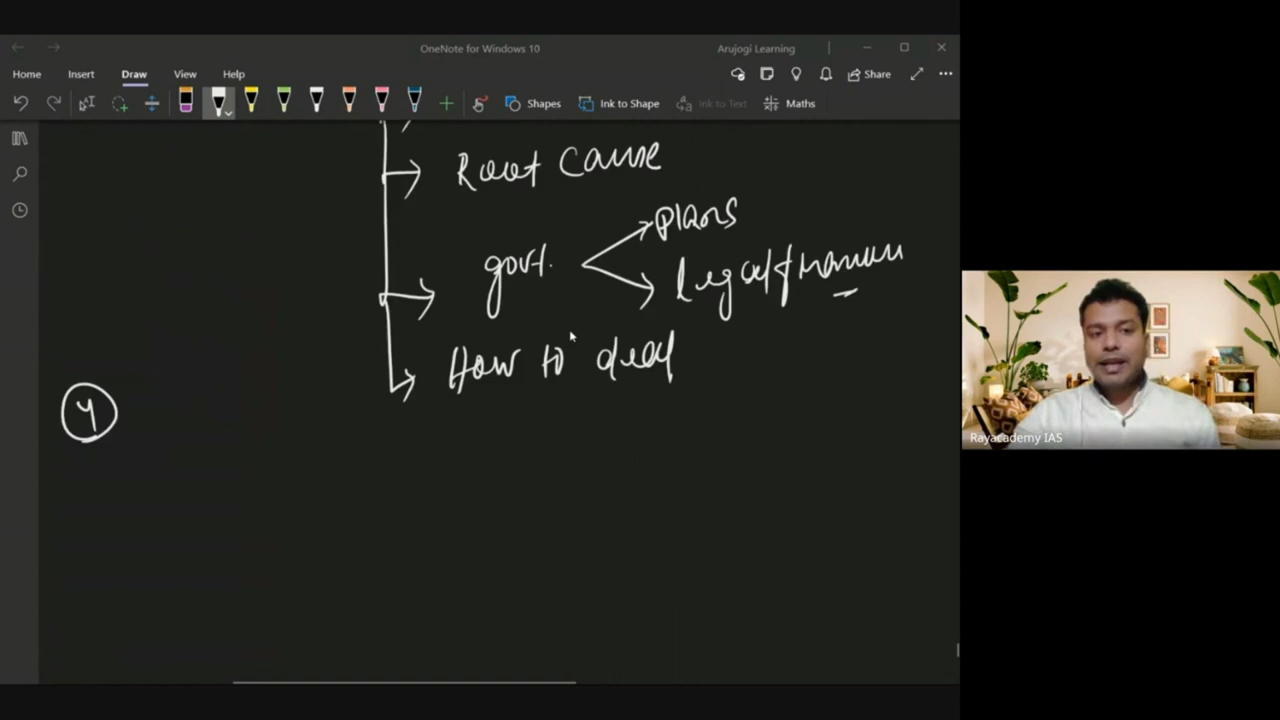 OneNote for Windows 10
Arujogi Learning
Home Insert Draw View Help
Share
Shapes Ink to Shape Ink to Text Maths
Root Cause
govt.
plans
legal framew
How to deal
4
Rayacademy IAS